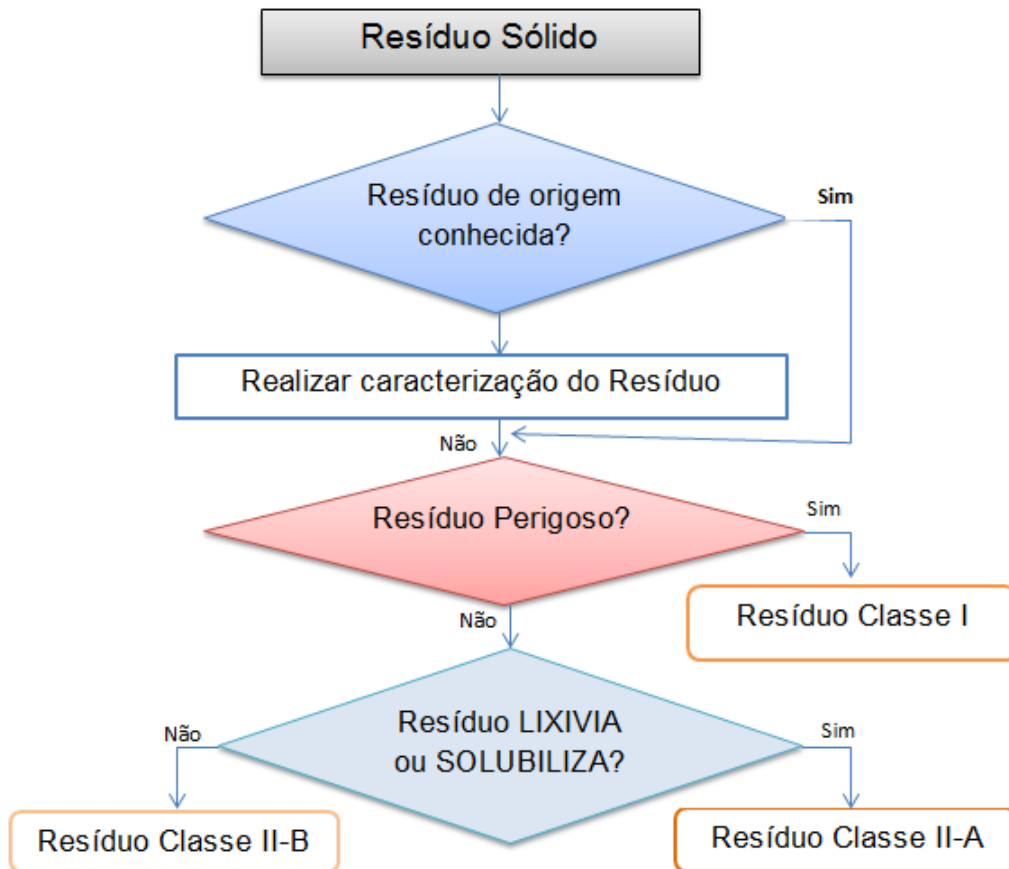 Resíduo Sólido
Resíduo de origem
conhecida?
Sim
Realizar caracterização do Resíduo
Não
Resíduo Perigoso?
Sim
Resíduo Classe I
Não
Resíduo LIXIVIA
ou SOLUBILIZA?
Não
Sim
Resíduo Classe II-B
Resíduo Classe II-A